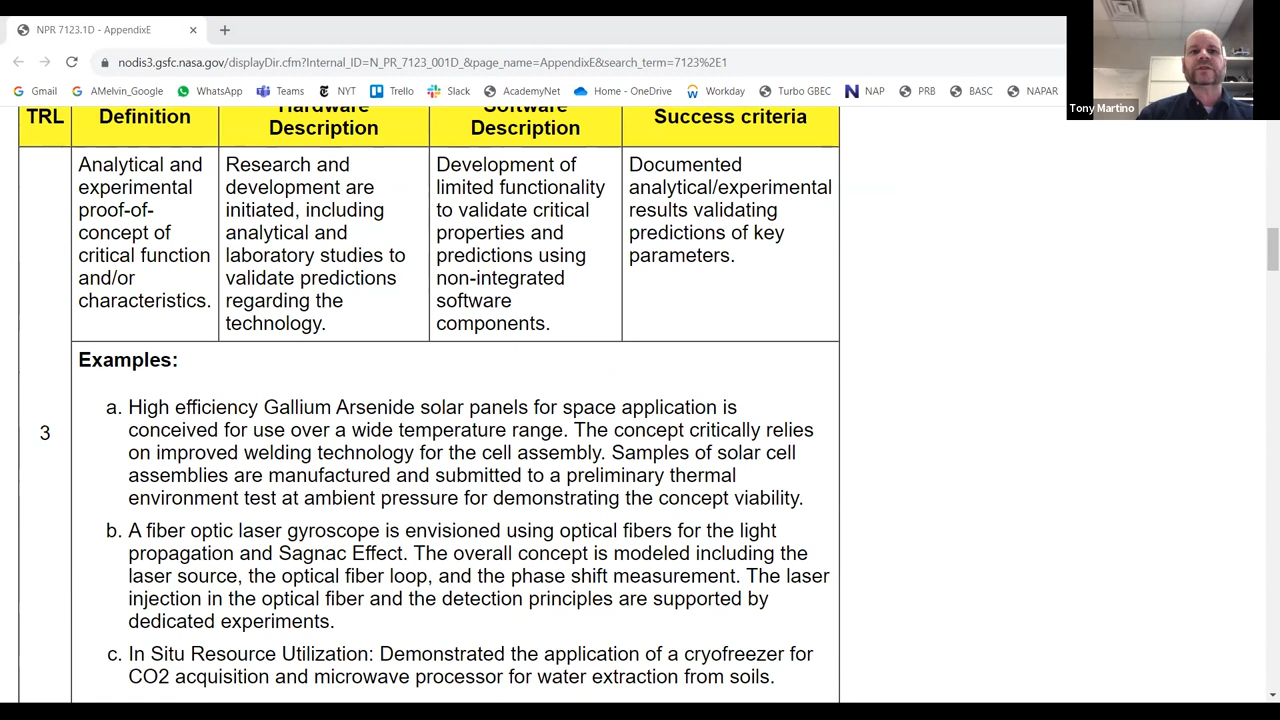 NPR 7123.1D - AppendixE
nodis3.gsfc.nasa.gov/displayDir.cfm?Internal_ID=N_PR_7123_001D_&page_name=AppendixE&search_term=7123%2E1
Gmail AMelvin_Google WhatsApp Teams NYT Trello Slack AcademyNet Home - OneDrive Workday Turbo GBEC NAP PRB BASC NAPAR
Tony Martino
TRL
Definition
Hardware
Description
Software
Description
Success criteria
Analytical and
experimental
proof-of-
concept of
critical function
and/or
characteristics.
Research and
development are
initiated, including
analytical and
laboratory studies to
validate predictions
regarding the
technology.
Development of
limited functionality
to validate critical
properties and
predictions using
non-integrated
software
components.
Documented
analytical/experimental
results validating
predictions of key
parameters.
3
Examples:
a. High efficiency Gallium Arsenide solar panels for space application is
conceived for use over a wide temperature range. The concept critically relies
on improved welding technology for the cell assembly. Samples of solar cell
assemblies are manufactured and submitted to a preliminary thermal
environment test at ambient pressure for demonstrating the concept viability.
b. A fiber optic laser gyroscope is envisioned using optical fibers for the light
propagation and Sagnac Effect. The overall concept is modeled including the
laser source, the optical fiber loop, and the phase shift measurement. The laser
injection in the optical fiber and the detection principles are supported by
dedicated experiments.
c. In Situ Resource Utilization: Demonstrated the application of a cryofreezer for
CO2 acquisition and microwave processor for water extraction from soils.